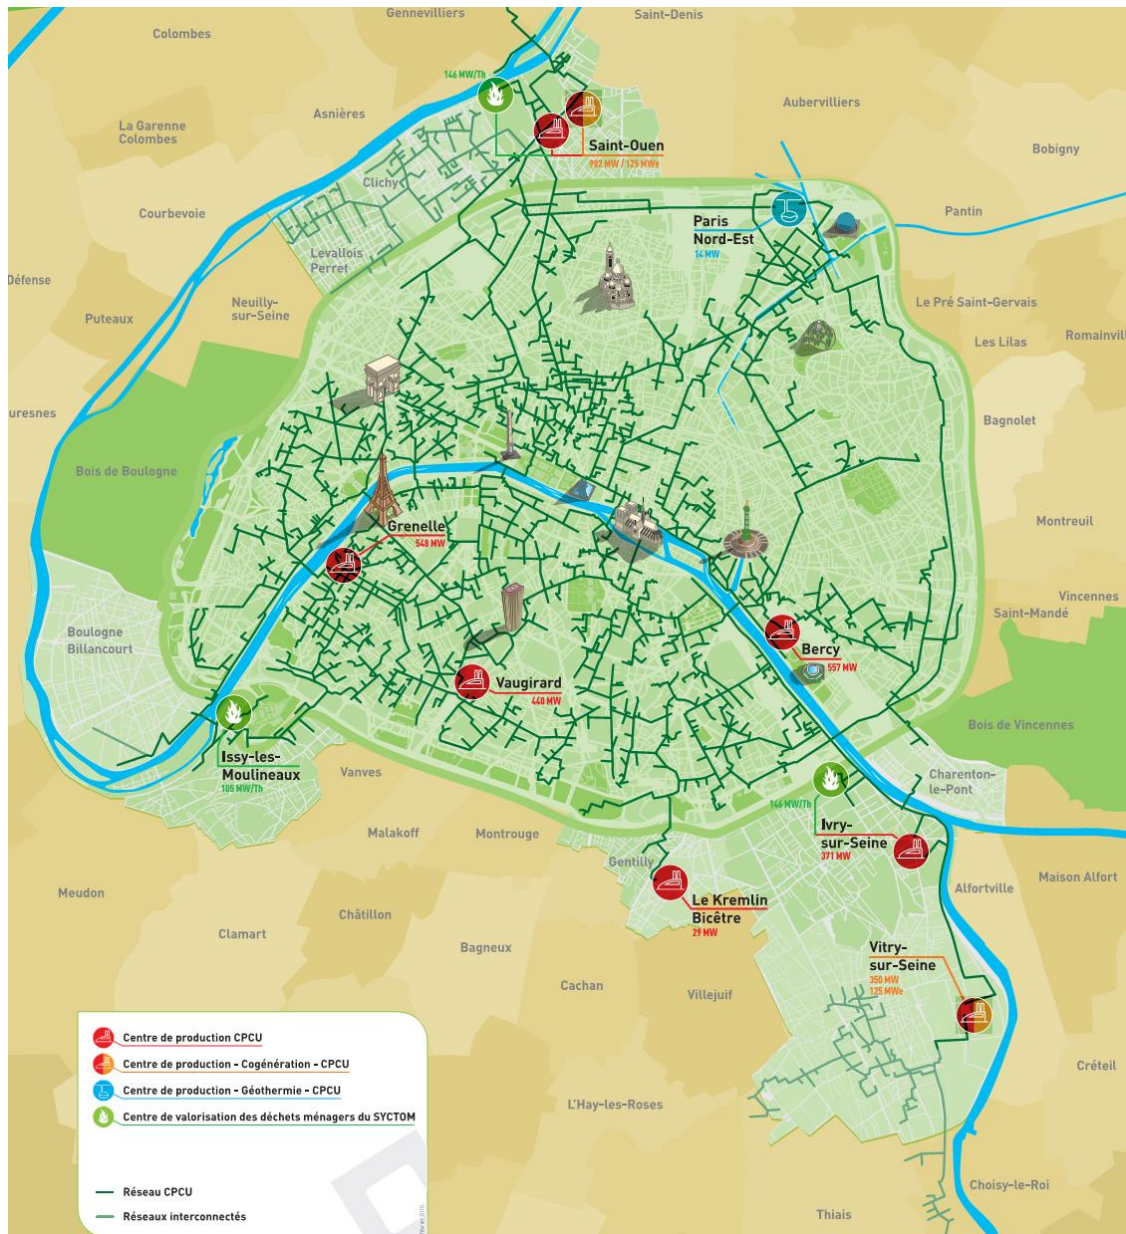 Gennevilliers
Saint-Denis
Colombes
146 MW/Th
Asnières
Aubervilliers
La Garenne
Colombes
Saint-Ouen
982 MW / 125 MWe
Bobigny
Clichy
Courbevoie
Pantin
Paris
Nord-Est
14 MW
Levallois
Perret
Défense
Neuilly-
sur-Seine
Le Pré Saint-Gervais
Puteaux
Les Lilas
Romainvil
uresnes
Bagnolet
Bois de Boulogne
Montreuil
Grenelle
548 MW
Vincennes
Saint-Mandé
Boulogne
Billancourt
Bercy
557 MW
Vaugirard
440 MW
Bois de Vincennes
Issy-les-
Moulineaux
105 MW/Th
Vanves
Charenton-
le-Pont
146 MW/Th
Ivry-
sur-Seine
371 MW
Malakoff
Montrouge
Gentilly
Maison Alfort
Alfortville
Meudon
Le Kremlin
Bicêtre
29 MW
Châtillon
Clamart
Bagneux
Vitry-
sur-Seine
350 MW
125 MWe
Cachan
Villejuif
Créteil
L'Hay-les-Roses
Choisy-le-Roi
Thiais
Centre de production CPCU
Centre de production - Cogénération - CPCU
Centre de production - Géothermie - CPCU
Centre de valorisation des déchets ménagers du SYCTOM
Réseau CPCU
Réseaux interconnectés